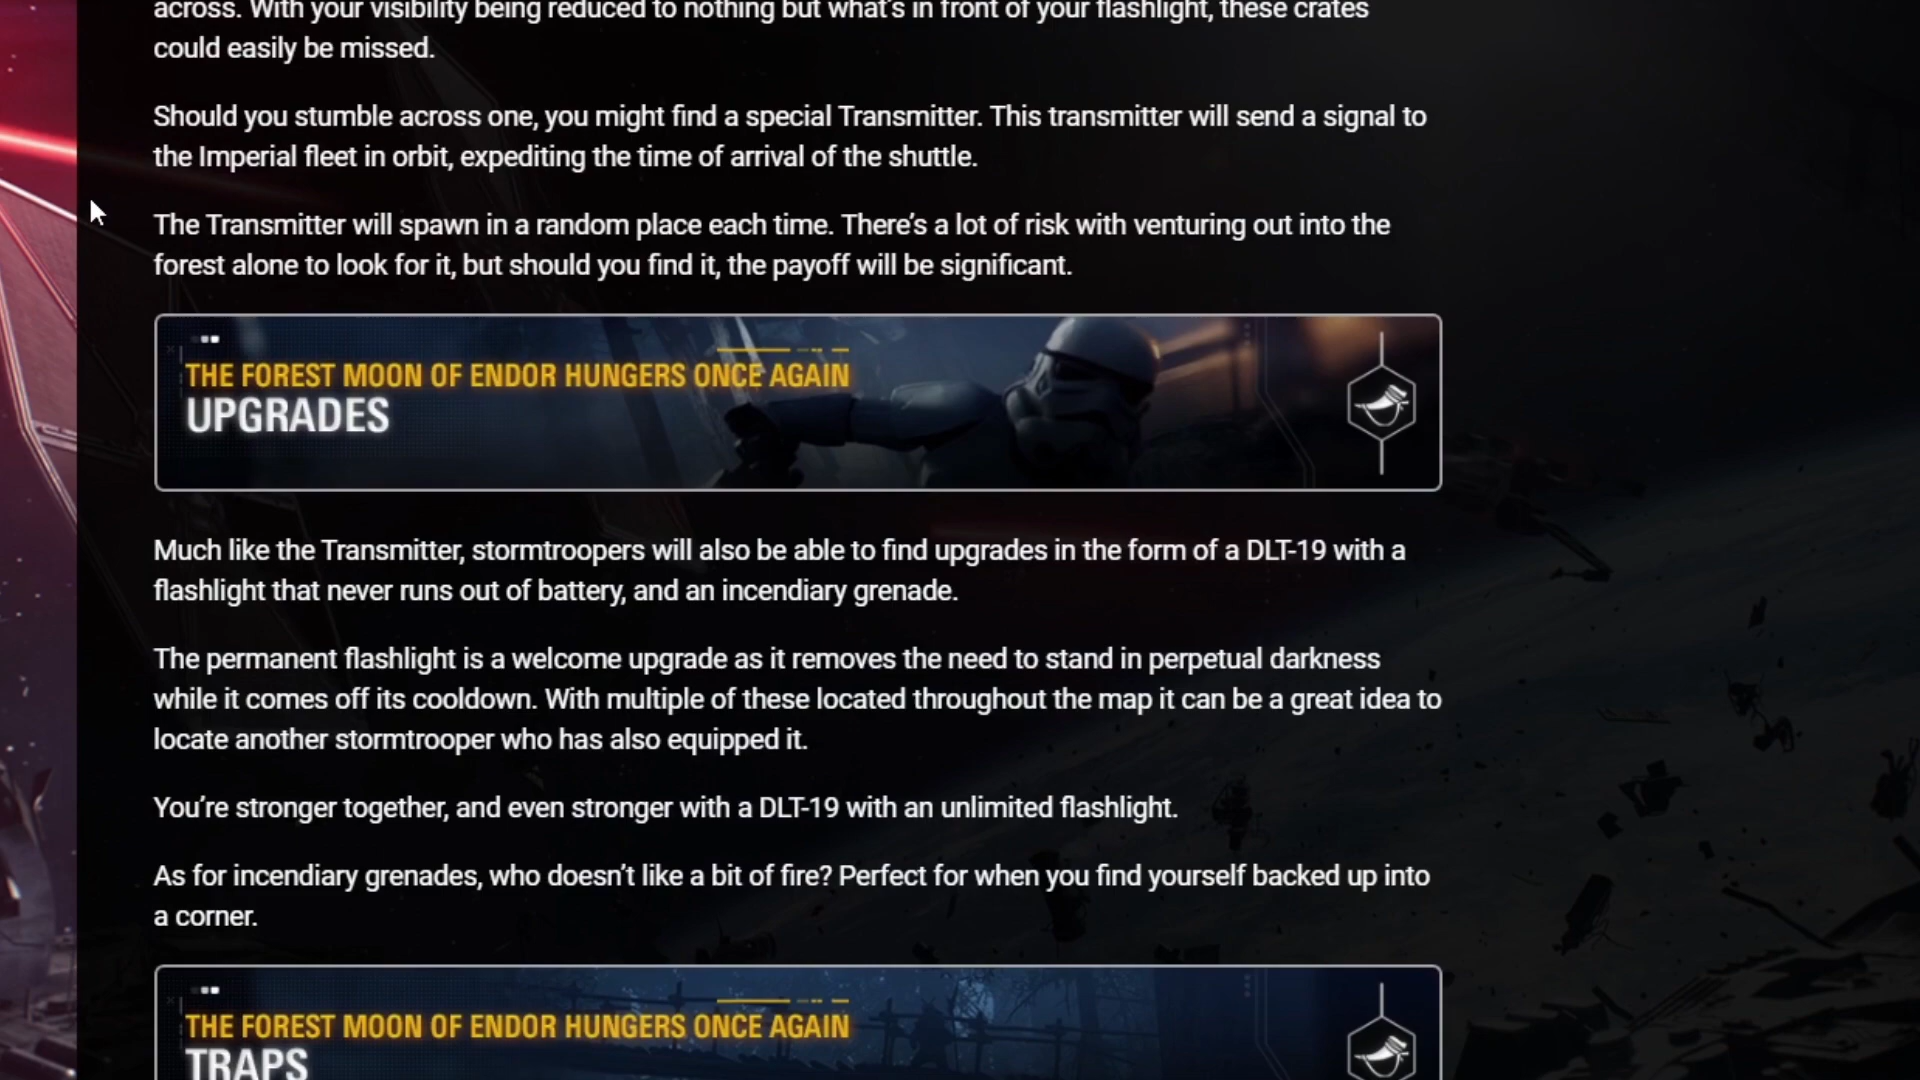 across. With your visibility being reduced to nothing but what's in front of your flashlight, these crates
could easily be missed.
Should you stumble across one, you might find a special Transmitter. This transmitter will send a signal to
the Imperial fleet in orbit, expediting the time of arrival of the shuttle.
The Transmitter will spawn in a random place each time. There’s a lot of risk with venturing out into the
forest alone to look for it, but should you find it, the payoff will be significant.
THE FOREST MOON OF ENDOR HUNGERS ONCE AGAIN
UPGRADES
Much like the Transmitter, stormtroopers will also be able to find upgrades in the form of a DLT-19 with a
flashlight that never runs out of battery, and an incendiary grenade.
The permanent flashlight is a welcome upgrade as it removes the need to stand in perpetual darkness
while it comes off its cooldown. With multiple of these located throughout the map it can be a great idea to
locate another stormtrooper who has also equipped it.
You’re stronger together, and even stronger with a DLT-19 with an unlimited flashlight.
As for incendiary grenades, who doesn’t like a bit of fire? Perfect for when you find yourself backed up into
a corner.
THE FOREST MOON OF ENDOR HUNGERS ONCE AGAIN
TRAPS